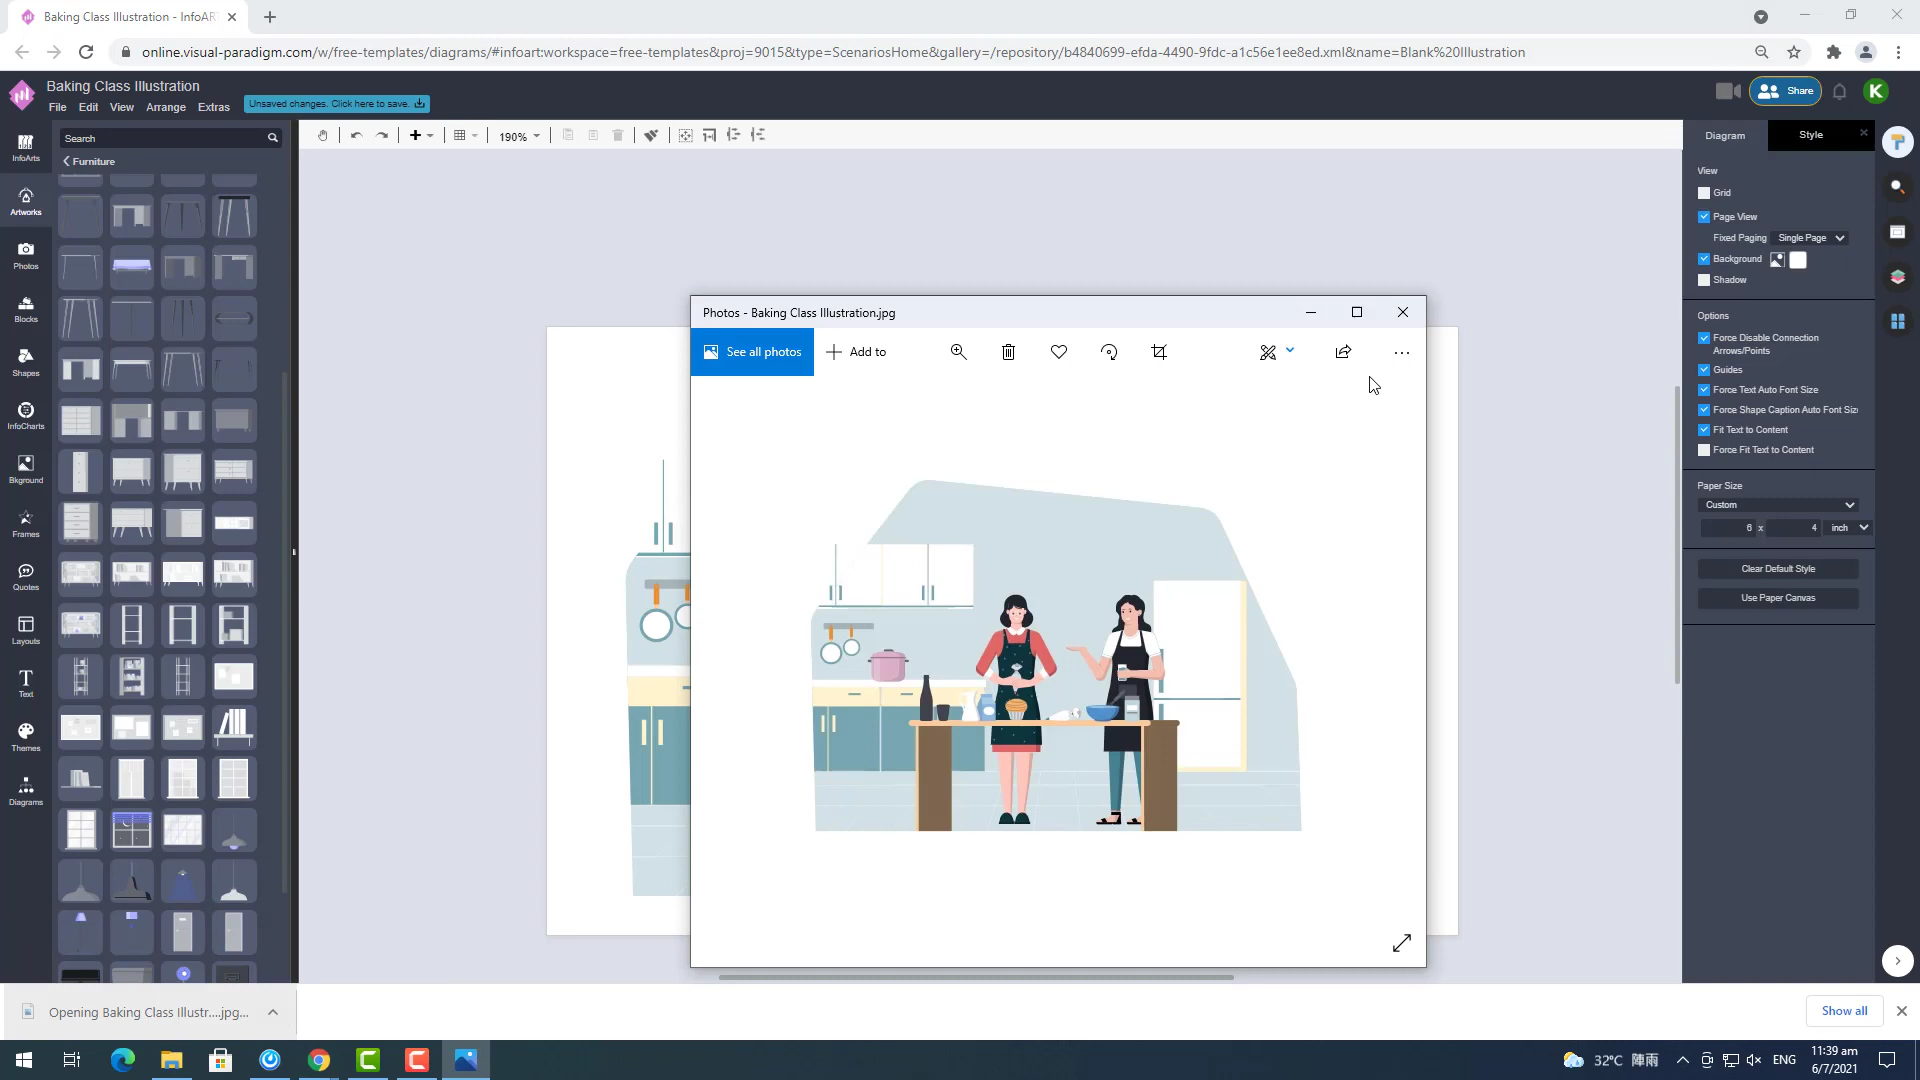 Baking Class Illustration - InfoAR
online.visual-paradigm.com/w/free-templates/diagrams/#infoart:workspace=free-templates&proj=9015&type=ScenariosHome&gallery=/repository/b4840699-efda-4490-9fdc-a1c56e1ee8ed.xml&name=Blank%20Illustration
Baking Class Illustration
File Edit View Arrange Extras
Unsaved changes. Click here to save.
Share
K
InfoArts
Artworks
Photos
Blocks
Shapes
InfoCharts
Bkground
Frames
Quotes
Layouts
T
Text
Themes
Diagrams
Search
Furniture
190%
Photos - Baking Class Illustration.jpg
See all photos
Add to
Diagram
Style
View
Grid
Page View
Fixed Paging Single Page
Background
Shadow
Options
Force Disable Connection
Arrows/Points
Guides
Force Text Auto Font Size
Force Shape Caption Auto Font Siz
Fit Text to Content
Force Fit Text to Content
Paper Size
Custom
6 x 4 inch
Clear Default Style
Use Paper Canvas
Opening Baking Class Illustr....jpg...
Show all
32°C 陣雨
ENG
11:39 am
6/7/2021